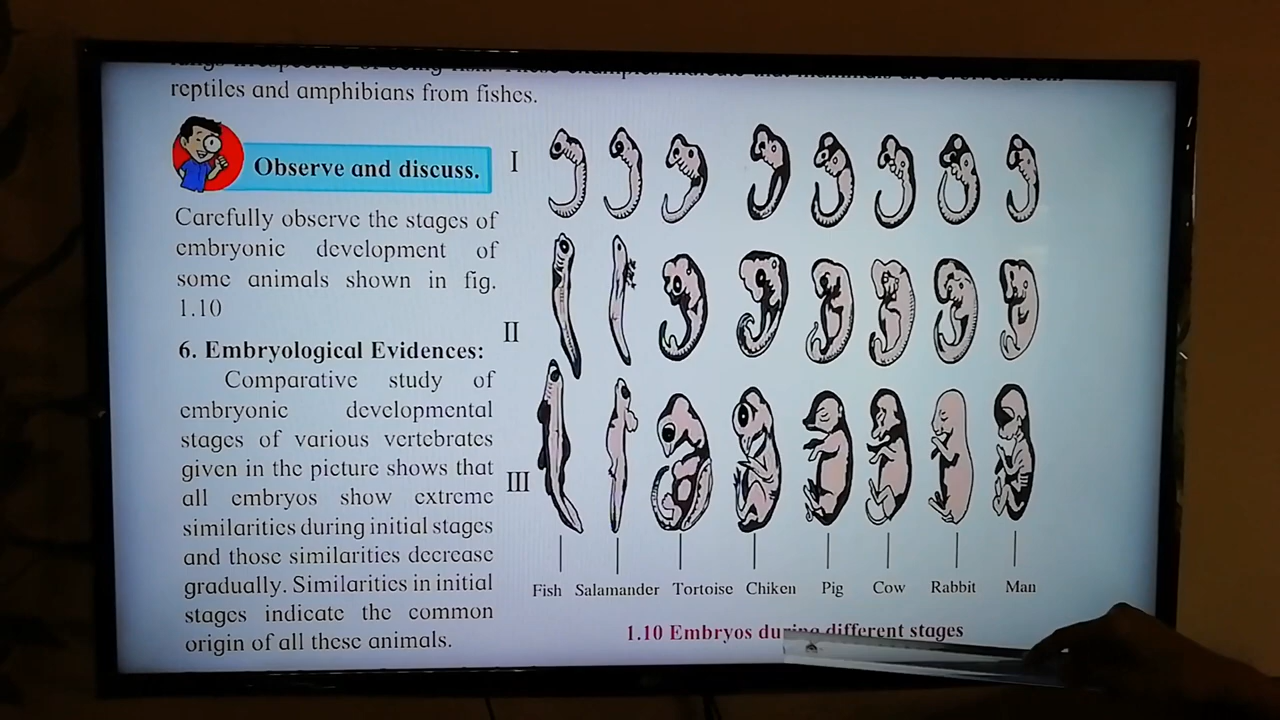 reptiles and amphibians from fishes.
Observe and discuss.
Carefully observe the stages of
embryonic development of
some animals shown in fig.
1.10
6. Embryological Evidences:
Comparative study of
embryonic developmental
stages of various vertebrates
given in the picture shows that
all embryos show extreme
similarities during initial stages
and those similarities decrease
gradually. Similarities in initial
stages indicate the common
origin of all these animals.
I
II
III
Fish Salamander Tortoise Chiken Pig Cow Rabbit Man
1.10 Embryos during different stages